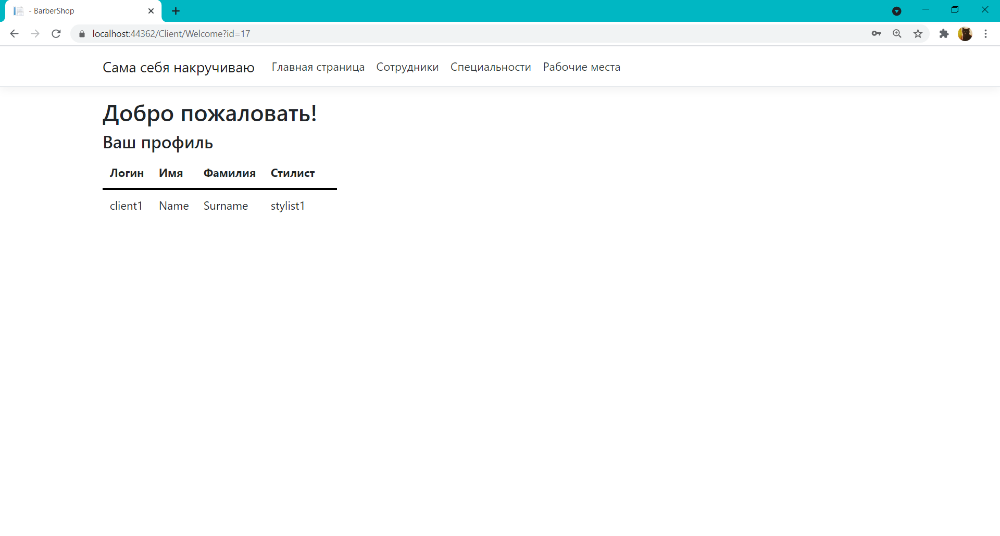 - BarberShop
localhost:44362/Client/Welcome?id=17
Сама себя накручиваю Главная страница Сотрудники Специальности Рабочие места
Добро пожаловать!
Ваш профиль
Логин Имя Фамилия Стилист
client1 Name Surname stylist1